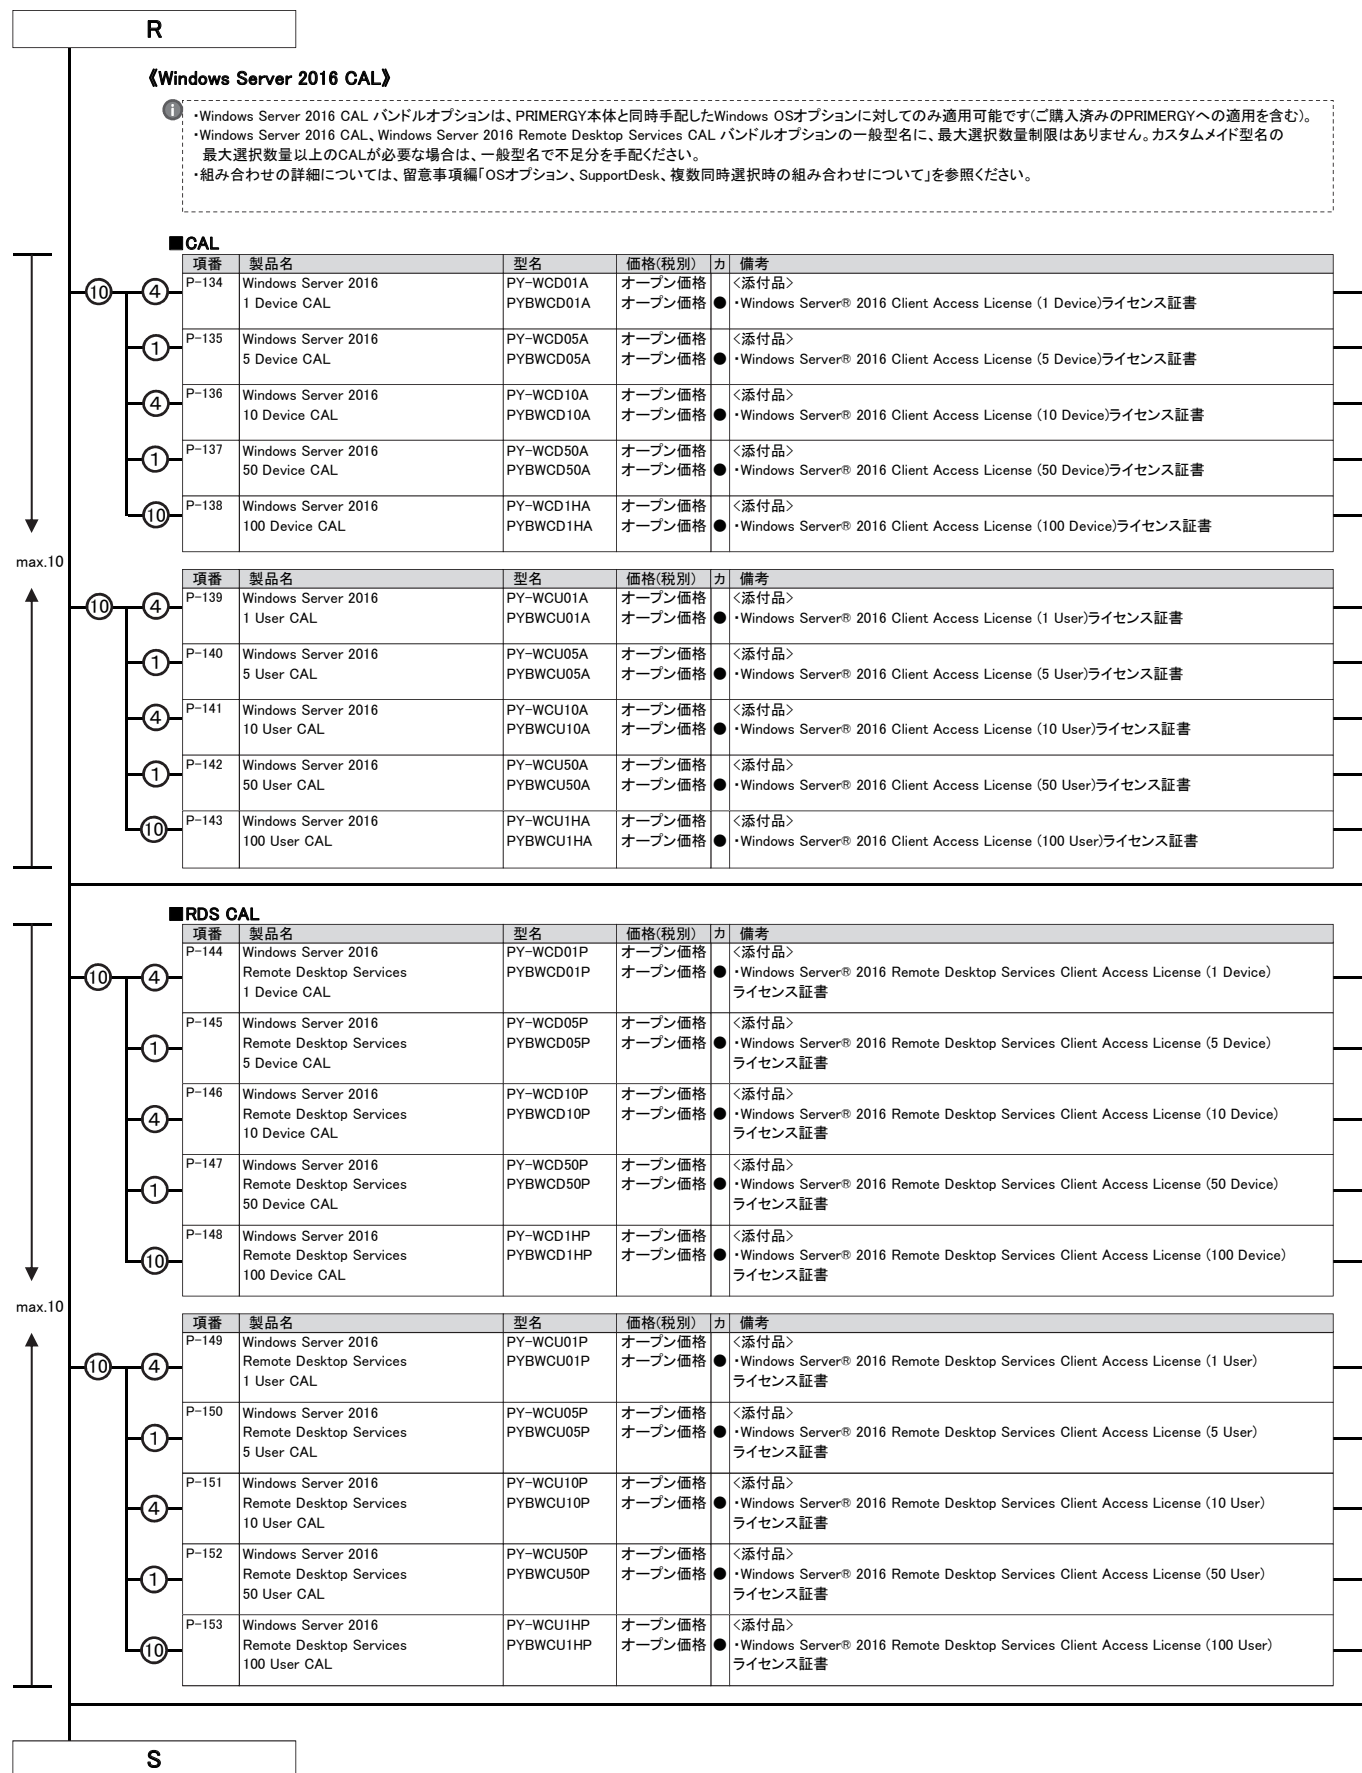 R
《Windows Server 2016 CAL》
・Windows Server 2016 CAL バンドルオプションは、PRIMERGY本体と同時手配したWindows OSオプションに対してのみ適用可能です(ご購入済みのPRIMERGYへの適用を含む)。
・Windows Server 2016 CAL、Windows Server 2016 Remote Desktop Services CAL バンドルオプションの一般型名に、最大選択数量制限はありません。カスタムメイド型名の
最大選択数量以上のCALが必要な場合は、一般型名で不足分を手配ください。
・組み合わせの詳細については、留意事項編「OSオプション、SupportDesk、複数同時選択時の組み合わせについて」を参照ください。
■CAL
項番 製品名 型名 価格(税別) カ 備考
P-134 Windows Server 2016 PY-WCD01A オープン価格 <添付品>
⑩ ④ 1 Device CAL PYBWCD01A オープン価格 ● ・Windows Server® 2016 Client Access License (1 Device)ライセンス証書
P-135 Windows Server 2016 PY-WCD05A オープン価格 <添付品>
① 5 Device CAL PYBWCD05A オープン価格 ● ・Windows Server® 2016 Client Access License (5 Device)ライセンス証書
P-136 Windows Server 2016 PY-WCD10A オープン価格 <添付品>
④ 10 Device CAL PYBWCD10A オープン価格 ● ・Windows Server® 2016 Client Access License (10 Device)ライセンス証書
P-137 Windows Server 2016 PY-WCD50A オープン価格 <添付品>
① 50 Device CAL PYBWCD50A オープン価格 ● ・Windows Server® 2016 Client Access License (50 Device)ライセンス証書
P-138 Windows Server 2016 PY-WCD1HA オープン価格 <添付品>
⑩ 100 Device CAL PYBWCD1HA オープン価格 ● ・Windows Server® 2016 Client Access License (100 Device)ライセンス証書
max.10
項番 製品名 型名 価格(税別) カ 備考
P-139 Windows Server 2016 PY-WCU01A オープン価格 <添付品>
⑩ ④ 1 User CAL PYBWCU01A オープン価格 ● ・Windows Server® 2016 Client Access License (1 User)ライセンス証書
P-140 Windows Server 2016 PY-WCU05A オープン価格 <添付品>
① 5 User CAL PYBWCU05A オープン価格 ● ・Windows Server® 2016 Client Access License (5 User)ライセンス証書
P-141 Windows Server 2016 PY-WCU10A オープン価格 <添付品>
④ 10 User CAL PYBWCU10A オープン価格 ● ・Windows Server® 2016 Client Access License (10 User)ライセンス証書
P-142 Windows Server 2016 PY-WCU50A オープン価格 <添付品>
① 50 User CAL PYBWCU50A オープン価格 ● ・Windows Server® 2016 Client Access License (50 User)ライセンス証書
P-143 Windows Server 2016 PY-WCU1HA オープン価格 <添付品>
⑩ 100 User CAL PYBWCU1HA オープン価格 ● ・Windows Server® 2016 Client Access License (100 User)ライセンス証書
■RDS CAL
項番 製品名 型名 価格(税別) カ 備考
P-144 Windows Server 2016 PY-WCD01P オープン価格 <添付品>
⑩ ④ Remote Desktop Services PYBWCD01P オープン価格 ● ・Windows Server® 2016 Remote Desktop Services Client Access License (1 Device)
1 Device CAL ライセンス証書
P-145 Windows Server 2016 PY-WCD05P オープン価格 <添付品>
① Remote Desktop Services PYBWCD05P オープン価格 ● ・Windows Server® 2016 Remote Desktop Services Client Access License (5 Device)
5 Device CAL ライセンス証書
P-146 Windows Server 2016 PY-WCD10P オープン価格 <添付品>
④ Remote Desktop Services PYBWCD10P オープン価格 ● ・Windows Server® 2016 Remote Desktop Services Client Access License (10 Device)
10 Device CAL ライセンス証書
P-147 Windows Server 2016 PY-WCD50P オープン価格 <添付品>
① Remote Desktop Services PYBWCD50P オープン価格 ● ・Windows Server® 2016 Remote Desktop Services Client Access License (50 Device)
50 Device CAL ライセンス証書
P-148 Windows Server 2016 PY-WCD1HP オープン価格 <添付品>
⑩ Remote Desktop Services PYBWCD1HP オープン価格 ● ・Windows Server® 2016 Remote Desktop Services Client Access License (100 Device)
100 Device CAL ライセンス証書
max.10
項番 製品名 型名 価格(税別) カ 備考
P-149 Windows Server 2016 PY-WCU01P オープン価格 <添付品>
⑩ ④ Remote Desktop Services PYBWCU01P オープン価格 ● ・Windows Server® 2016 Remote Desktop Services Client Access License (1 User)
1 User CAL ライセンス証書
P-150 Windows Server 2016 PY-WCU05P オープン価格 <添付品>
① Remote Desktop Services PYBWCU05P オープン価格 ● ・Windows Server® 2016 Remote Desktop Services Client Access License (5 User)
5 User CAL ライセンス証書
P-151 Windows Server 2016 PY-WCU10P オープン価格 <添付品>
④ Remote Desktop Services PYBWCU10P オープン価格 ● ・Windows Server® 2016 Remote Desktop Services Client Access License (10 User)
10 User CAL ライセンス証書
P-152 Windows Server 2016 PY-WCU50P オープン価格 <添付品>
① Remote Desktop Services PYBWCU50P オープン価格 ● ・Windows Server® 2016 Remote Desktop Services Client Access License (50 User)
50 User CAL ライセンス証書
P-153 Windows Server 2016 PY-WCU1HP オープン価格 <添付品>
⑩ Remote Desktop Services PYBWCU1HP オープン価格 ● ・Windows Server® 2016 Remote Desktop Services Client Access License (100 User)
100 User CAL ライセンス証書
S